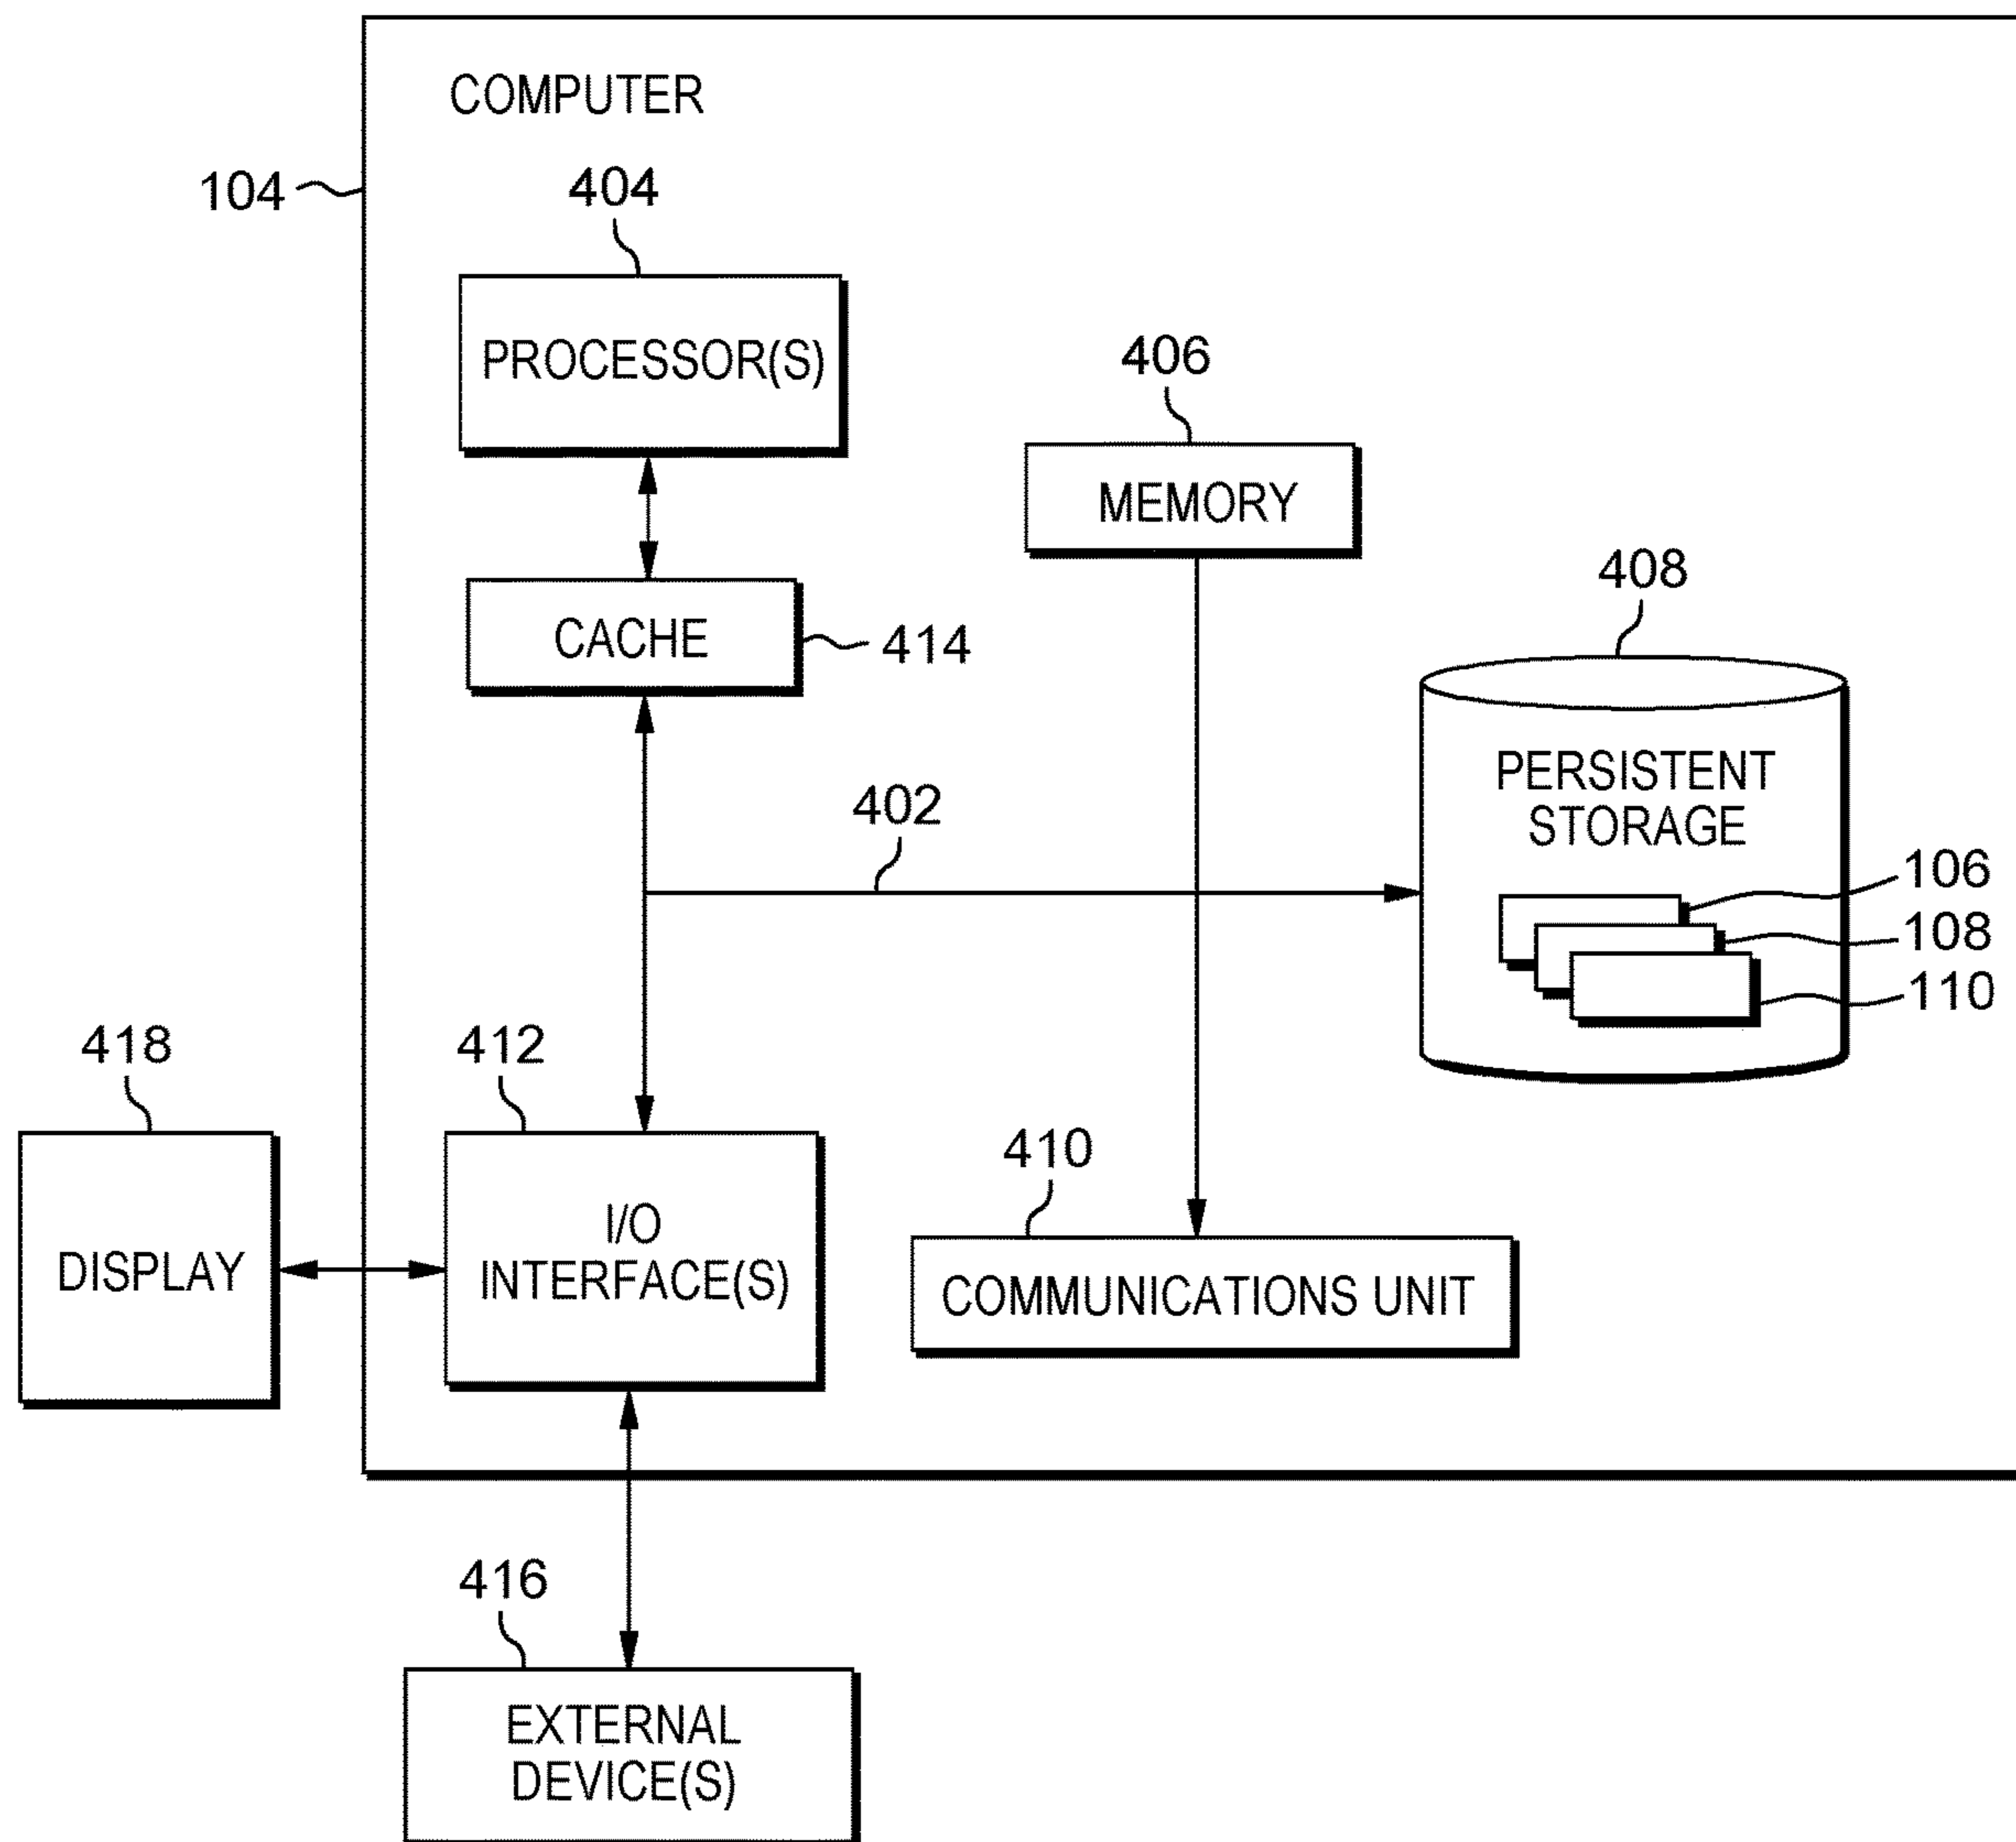 COMPUTER
104
404
PROCESSOR(S)
406
MEMORY
CACHE
414
408
PERSISTENT
STORAGE
402
106
108
110
418
412
410
DISPLAY
I/O
INTERFACE(S)
COMMUNICATIONS UNIT
416
EXTERNAL
DEVICE(S)